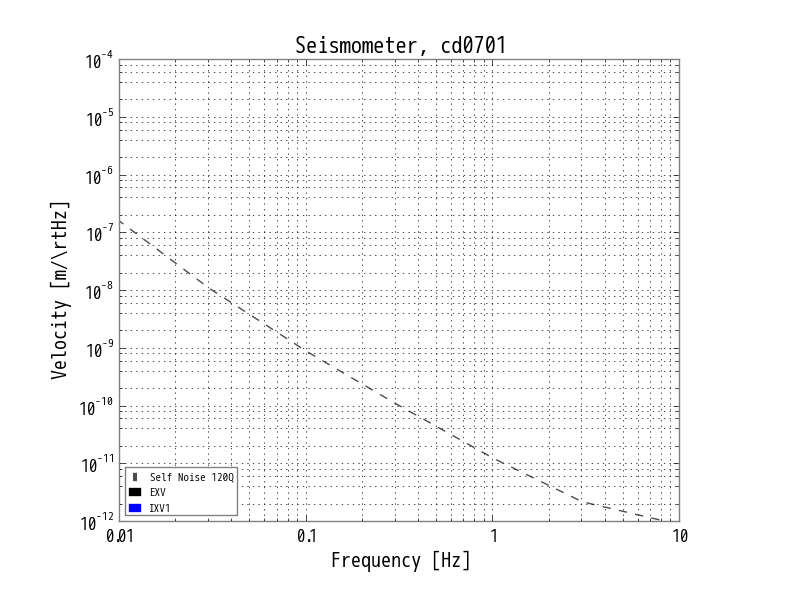 Seismometer, cd0701
10-4
10-5
10-6
10-7
10-8
10-9
10-10
10-11
10-12
Velocity [m/\rtHz]
Self Noise 120Q
EXV
IXV1
0.01 0.1 1 10
Frequency [Hz]